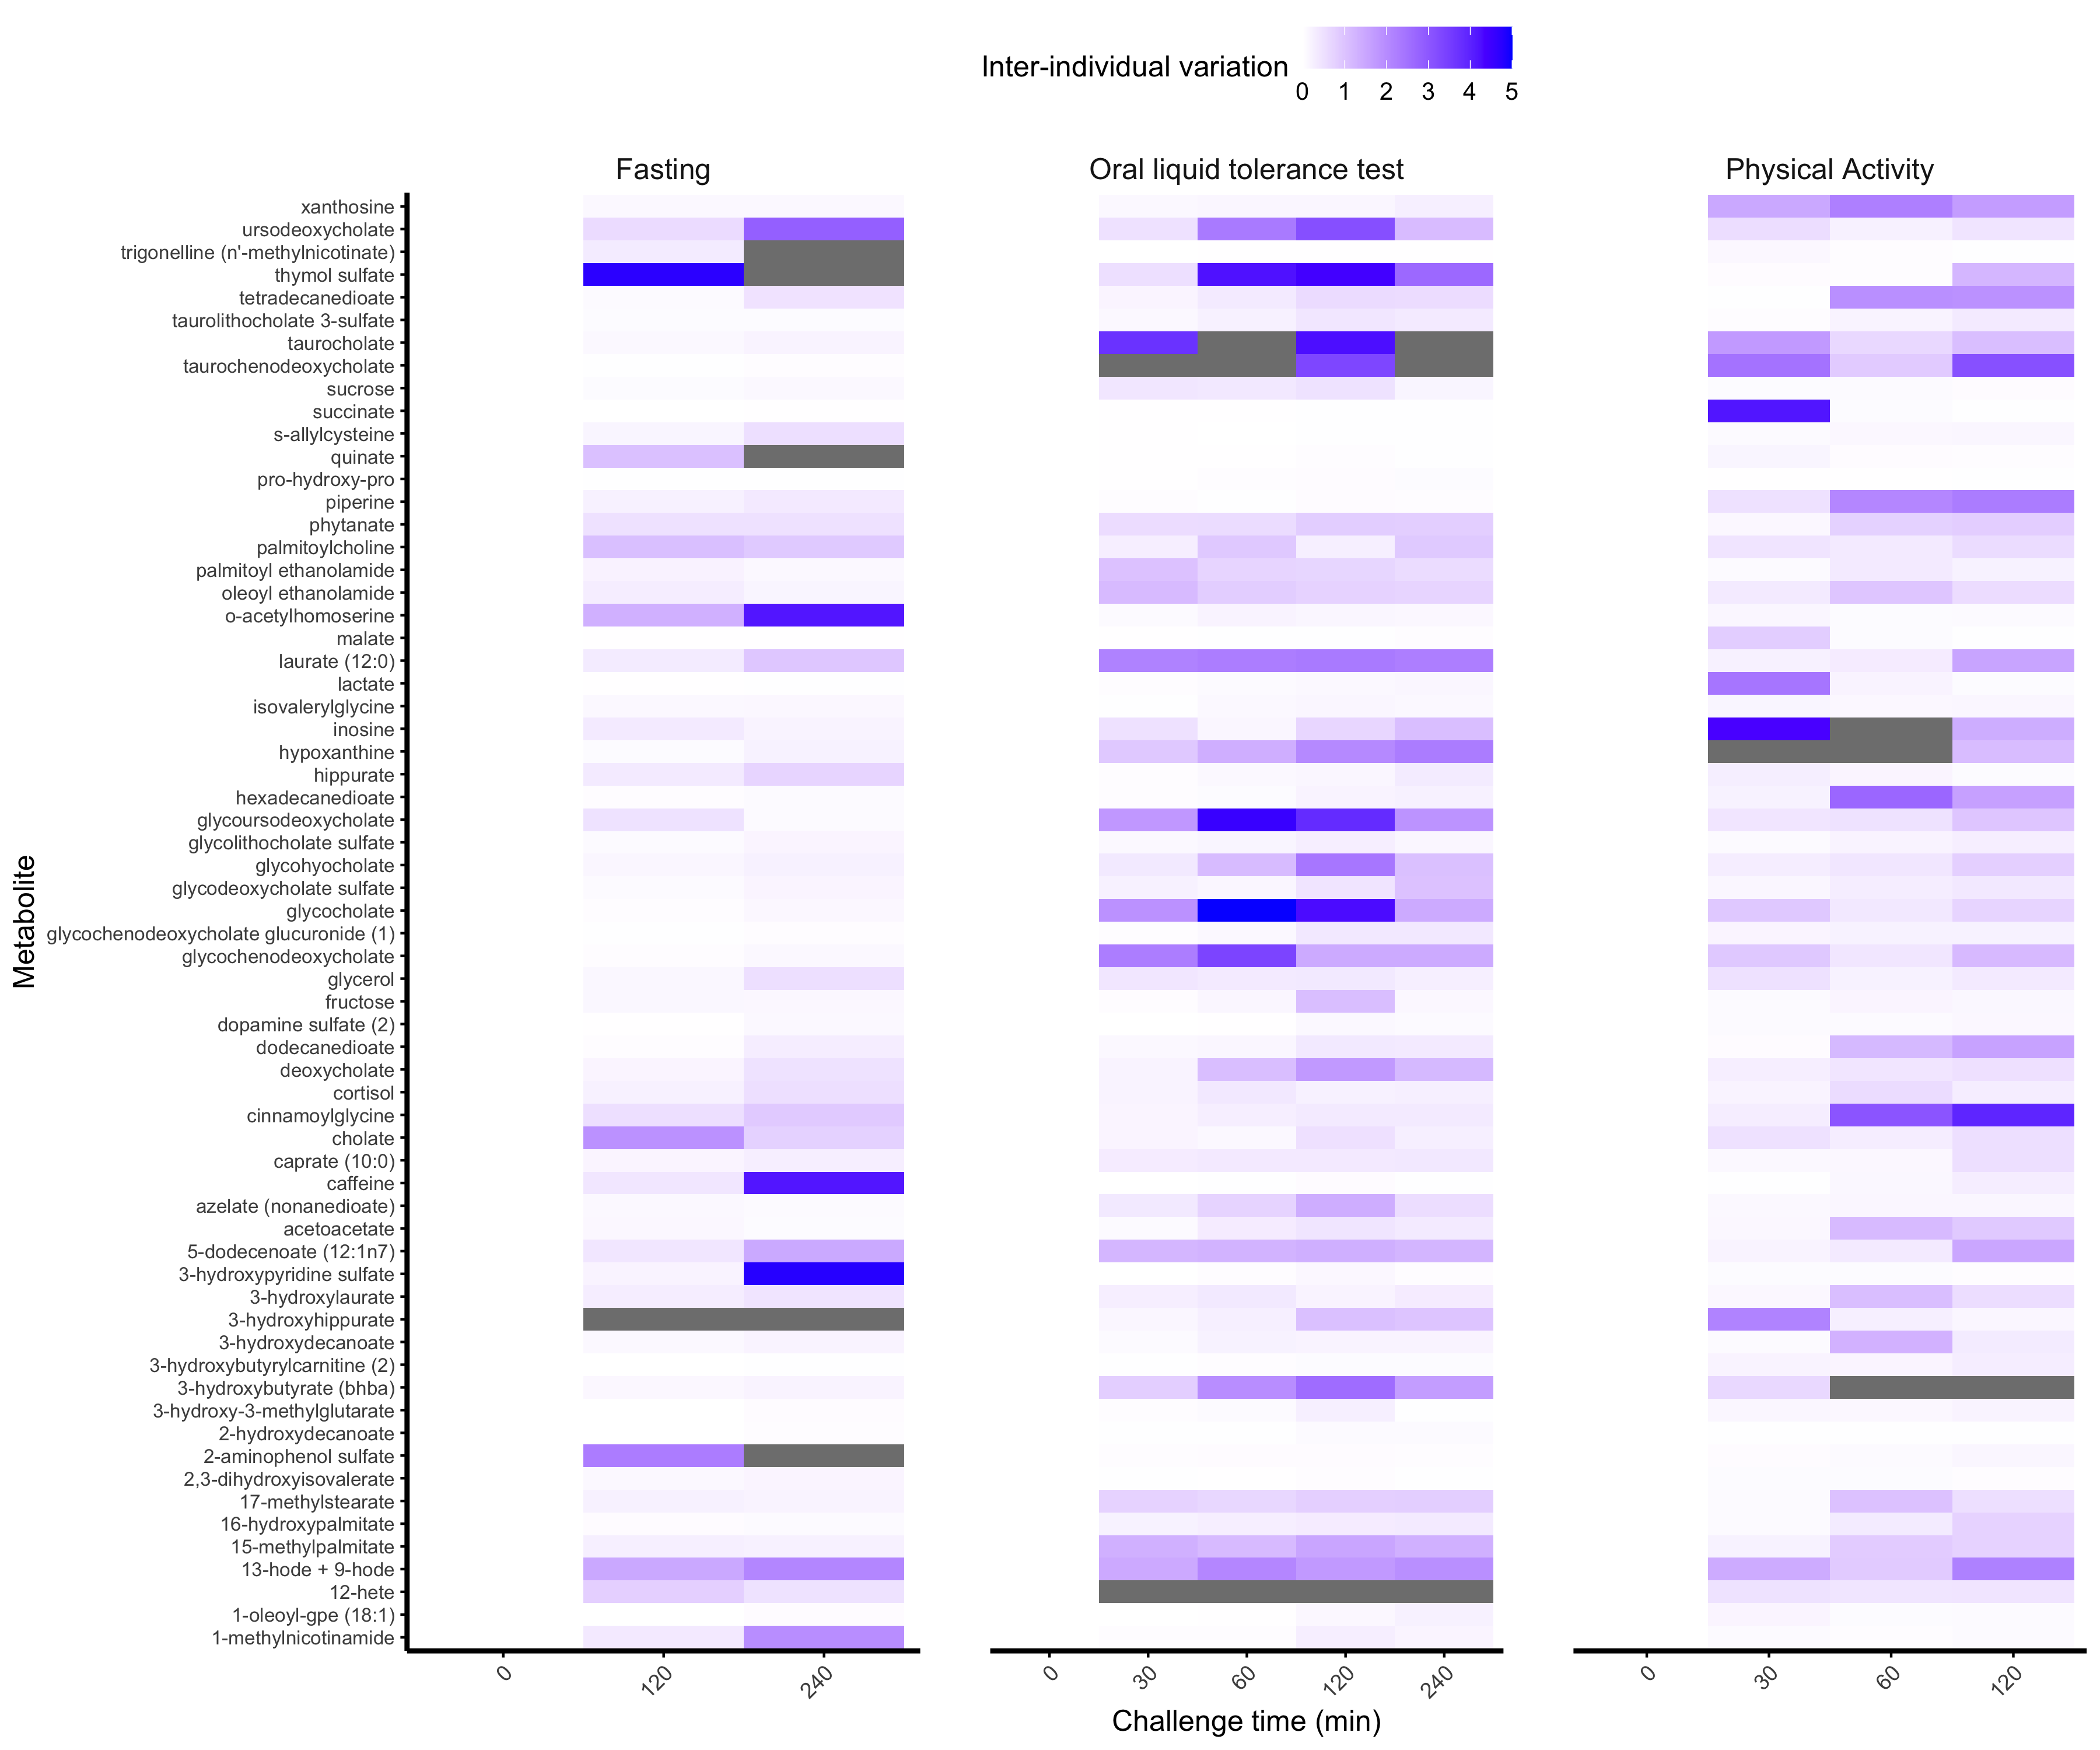 Inter-individual variation
0 1 2 3 4 5
Fasting
Oral liquid tolerance test
Physical Activity
Metabolite
xanthosine
ursodeoxycholate
trigonelline (n'-methylnicotinate)
thymol sulfate
tetradecanedioate
taurolithocholate 3-sulfate
taurocholate
taurochenodeoxycholate
sucrose
succinate
s-allylcysteine
quinate
pro-hydroxy-pro
piperine
phytanate
palmitoylcholine
palmitoyl ethanolamide
oleoyl ethanolamide
o-acetylhomoserine
malate
laurate (12:0)
lactate
isovalerylglycine
inosine
hypoxanthine
hippurate
hexadecanedioate
glycoursodeoxycholate
glycolithocholate sulfate
glycohyocholate
glycodeoxycholate sulfate
glycocholate
glycochenodeoxycholate glucuronide (1)
glycochenodeoxycholate
glycerol
fructose
dopamine sulfate (2)
dodecanedioate
deoxycholate
cortisol
cinnamoylglycine
cholate
caprate (10:0)
caffeine
azelate (nonanedioate)
acetoacetate
5-dodecenoate (12:1n7)
3-hydroxypyridine sulfate
3-hydroxylaurate
3-hydroxyhippurate
3-hydroxydecanoate
3-hydroxybutyrylcarnitine (2)
3-hydroxybutyrate (bhba)
3-hydroxy-3-methylglutarate
2-hydroxydecanoate
2-aminophenol sulfate
2,3-dihydroxyisovalerate
17-methylstearate
16-hydroxypalmitate
15-methylpalmitate
13-hode + 9-hode
12-hete
1-oleoyl-gpe (18:1)
1-methylnicotinamide
0 120 240
0 30 60 120 240
0 30 60 120
Challenge time (min)